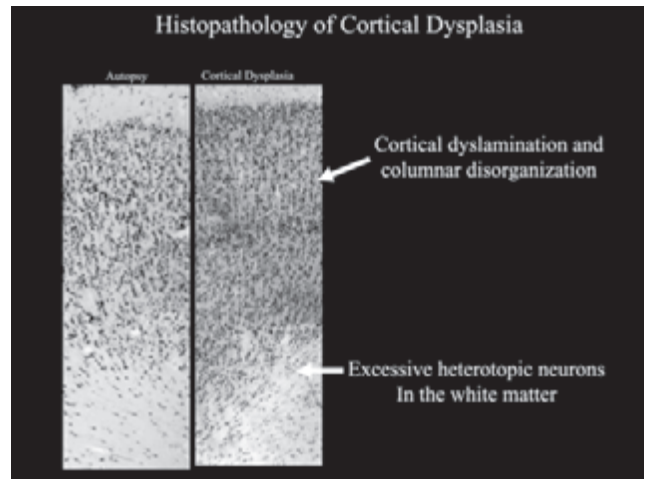 Histopathology of Cortical Dysplasia
Autopsy
Cortical Dysplasia
Cortical dyslamination and
columnar disorganization
Excessive heterotopic neurons
In the white matter